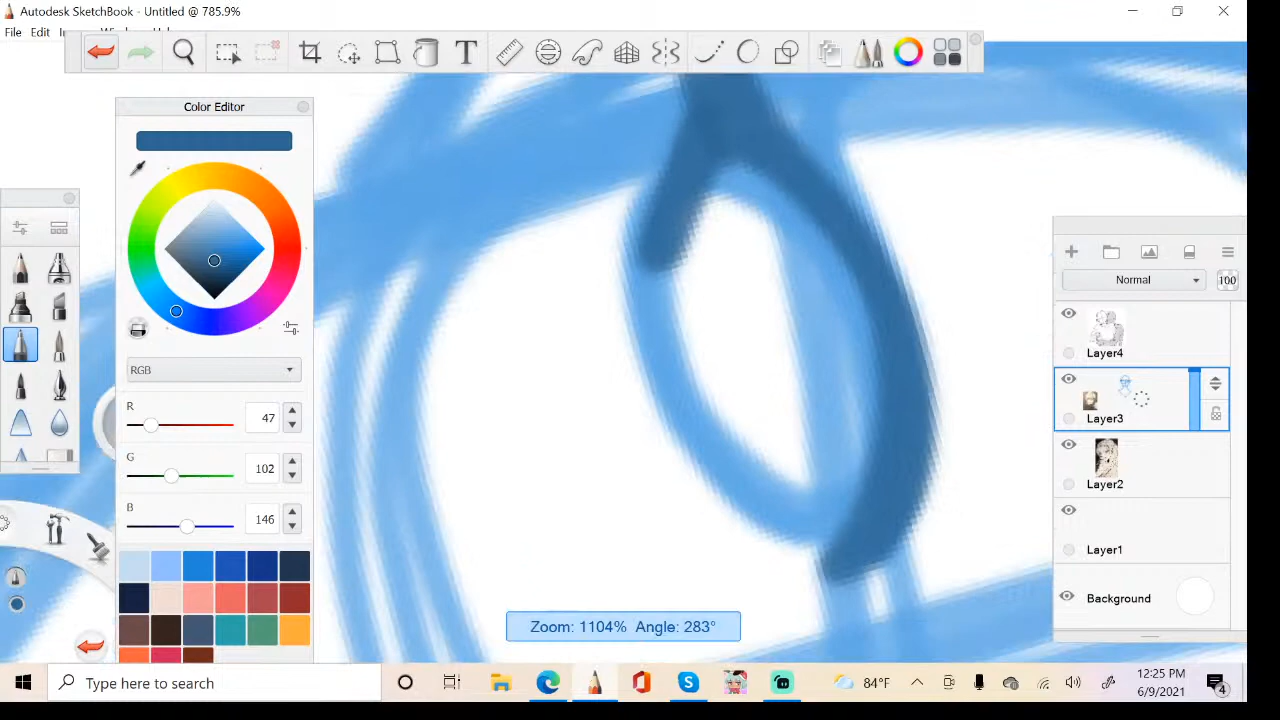 Autodesk SketchBook - Untitled @ 785.9%
File Edit
T
Color Editor
RGB
R 47
G 102
B 146
Normal 100
Layer4
Layer3
Layer2
Layer1
Background
Zoom: 1104% Angle: 283°
Type here to search
84°F
12:25 PM
6/9/2021
4